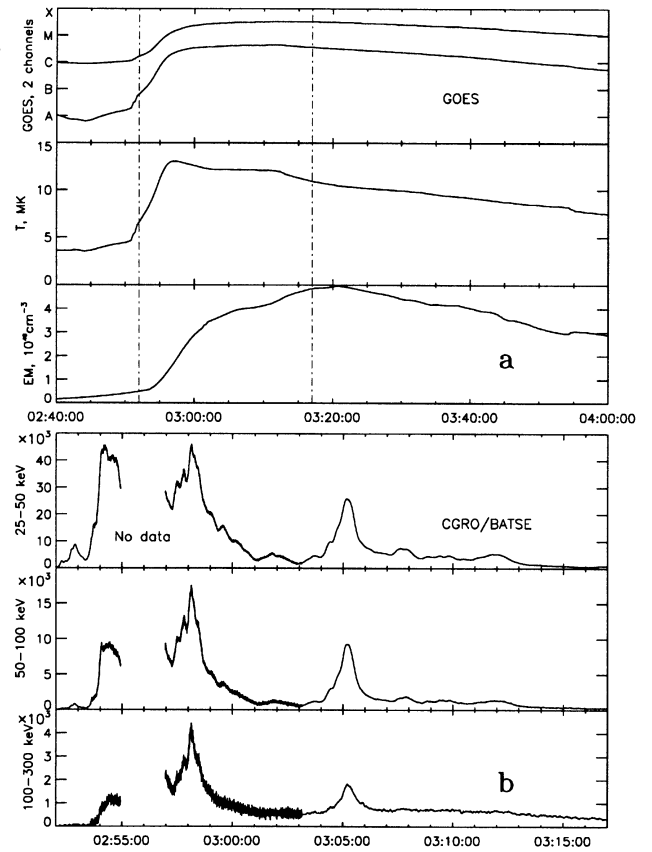 GOES, 2 channels
X
M
C
B
A
GOES
T, MK
15
10
5
0
4
3
2
1
0
a
02:40:00 03:00:00 03:20:00 03:40:00 04:00:00
×10³
25–50 keV
40
30
20
10
0
No data
CGRO/BATSE
×10³
50–100 keV
15
10
5
0
×10³
100–300 keV
4
3
2
1
0
b
02:55:00 03:00:00 03:05:00 03:10:00 03:15:00